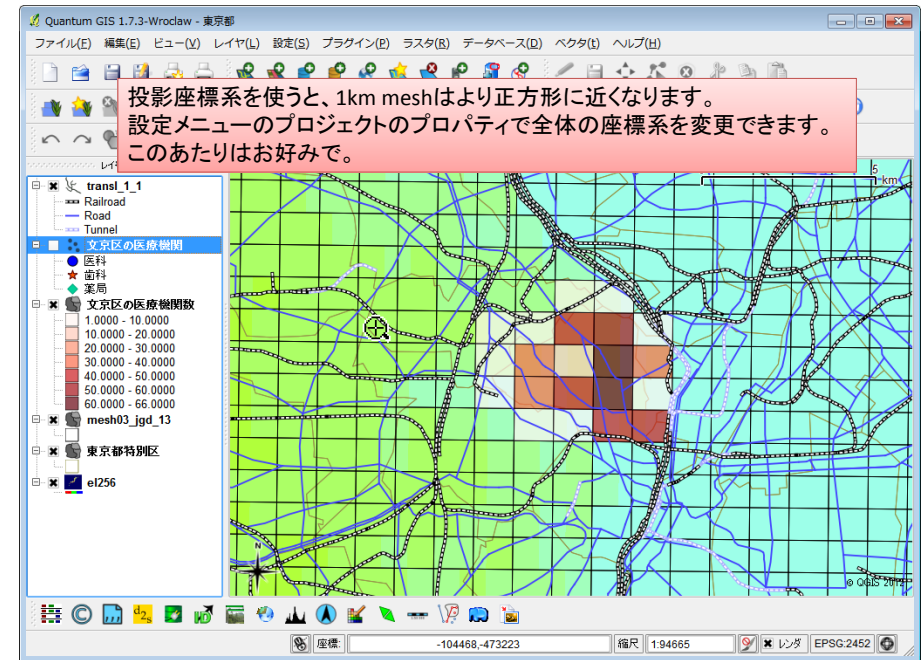 Quantum GIS 1.7.3-Wroclaw - 東京都
ファイル(F) 編集(E) ビュー(V) レイヤ(L) 設定(S) プラグイン(P) ラスタ(R) データベース(D) ベクタ(t) ヘルプ(H)
投影座標系を使うと、1km meshはより正方形に近くなります。
設定メニューのプロジェクトのプロパティで全体の座標系を変更できます。
このあたりはお好みで。
5
km
transl_1_1
Railroad
Road
Tunnel
文京区の医療機関
医科
歯科
薬局
文京区の医療機関数
1.0000 - 10.0000
10.0000 - 20.0000
20.0000 - 30.0000
30.0000 - 40.0000
40.0000 - 50.0000
50.0000 - 60.0000
60.0000 - 66.0000
mesh03_jgd_13
東京都特別区
el256
N
© QGIS 2012
座標:
-104468,-473223
縮尺
1:94665
レンダ
EPSG:2452